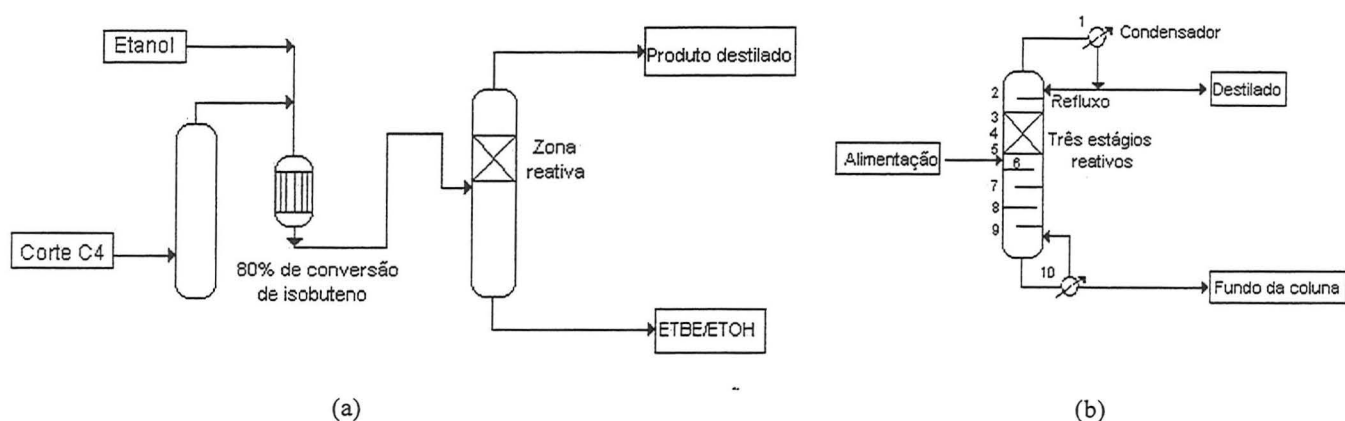 Etanol
Corte C4
80% de conversão
de isobuteno
Produto destilado
Zona
reativa
ETBE/ETOH
(a)
1
Condensador
2
Refluxo
Destilado
3
4
5
Três estágios
reativos
Alimentação
6
7
8
9
10
Fundo da coluna
(b)